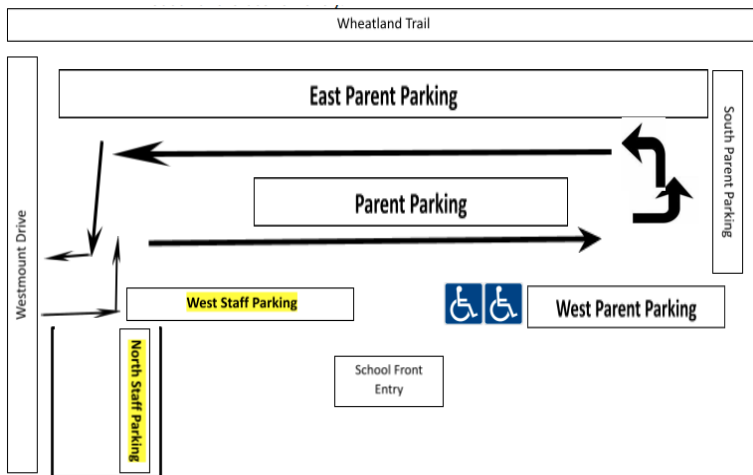 Wheatland Trail
East Parent Parking
South Parent Parking
Parent Parking
Westmount Drive
West Staff Parking
West Parent Parking
North Staff Parking
School Front
Entry